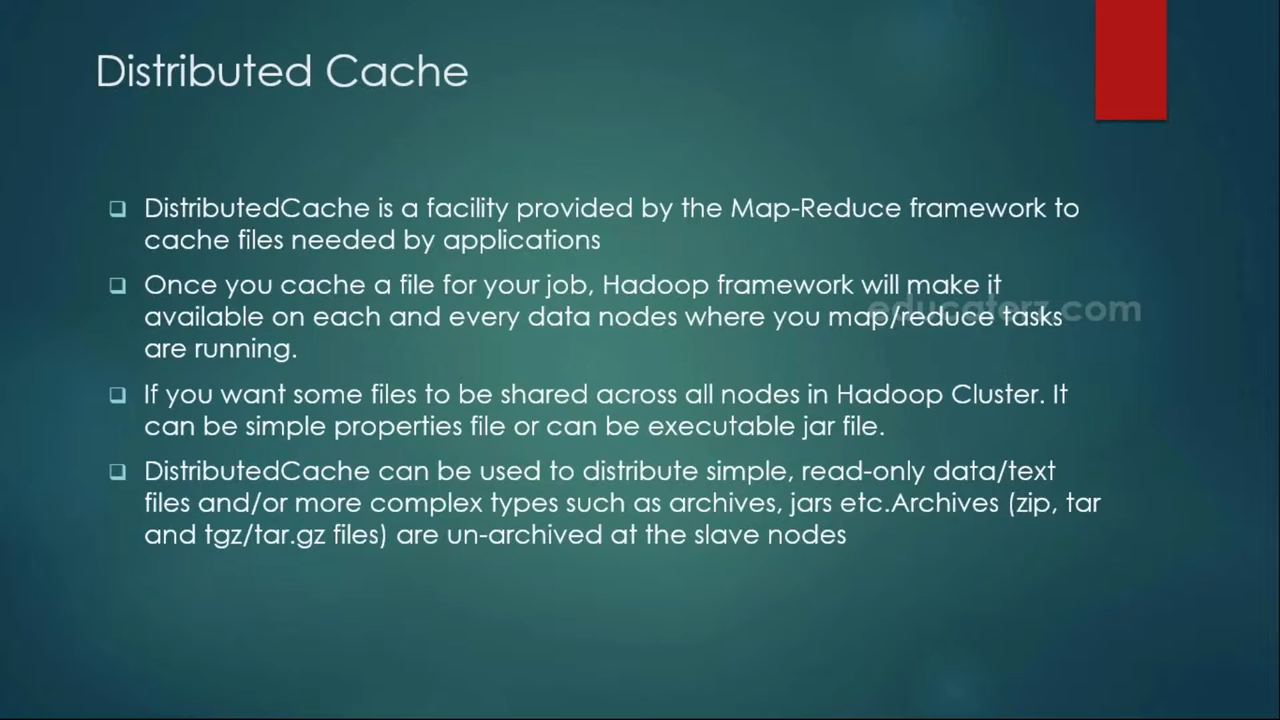 Distributed Cache
DistributedCache is a facility provided by the Map-Reduce framework to
cache files needed by applications
Once you cache a file for your job, Hadoop framework will make it
available on each and every data nodes where you map/reduce tasks
are running.
educaterz.com
If you want some files to be shared across all nodes in Hadoop Cluster. It
can be simple properties file or can be executable jar file.
DistributedCache can be used to distribute simple, read-only data/text
files and/or more complex types such as archives, jars etc.Archives (zip, tar
and tgz/tar.gz files) are un-archived at the slave nodes